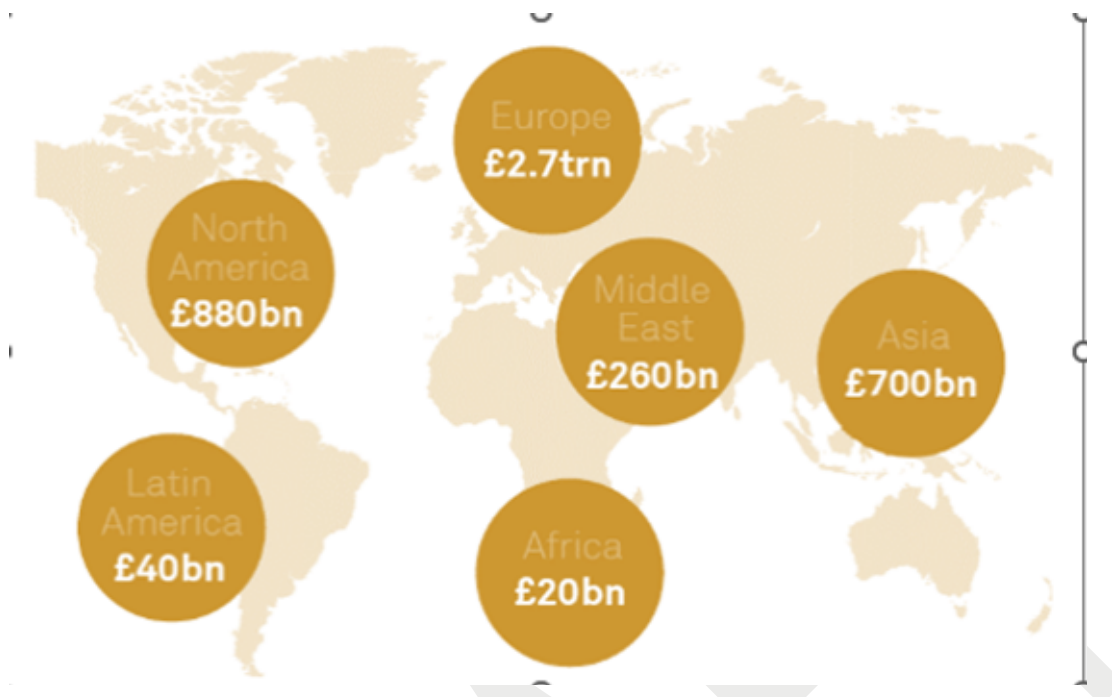 Europe
£2.7trn
North
America
£880bn
Middle
East
£260bn
Asia
£700bn
Latin
America
£40bn
Africa
£20bn